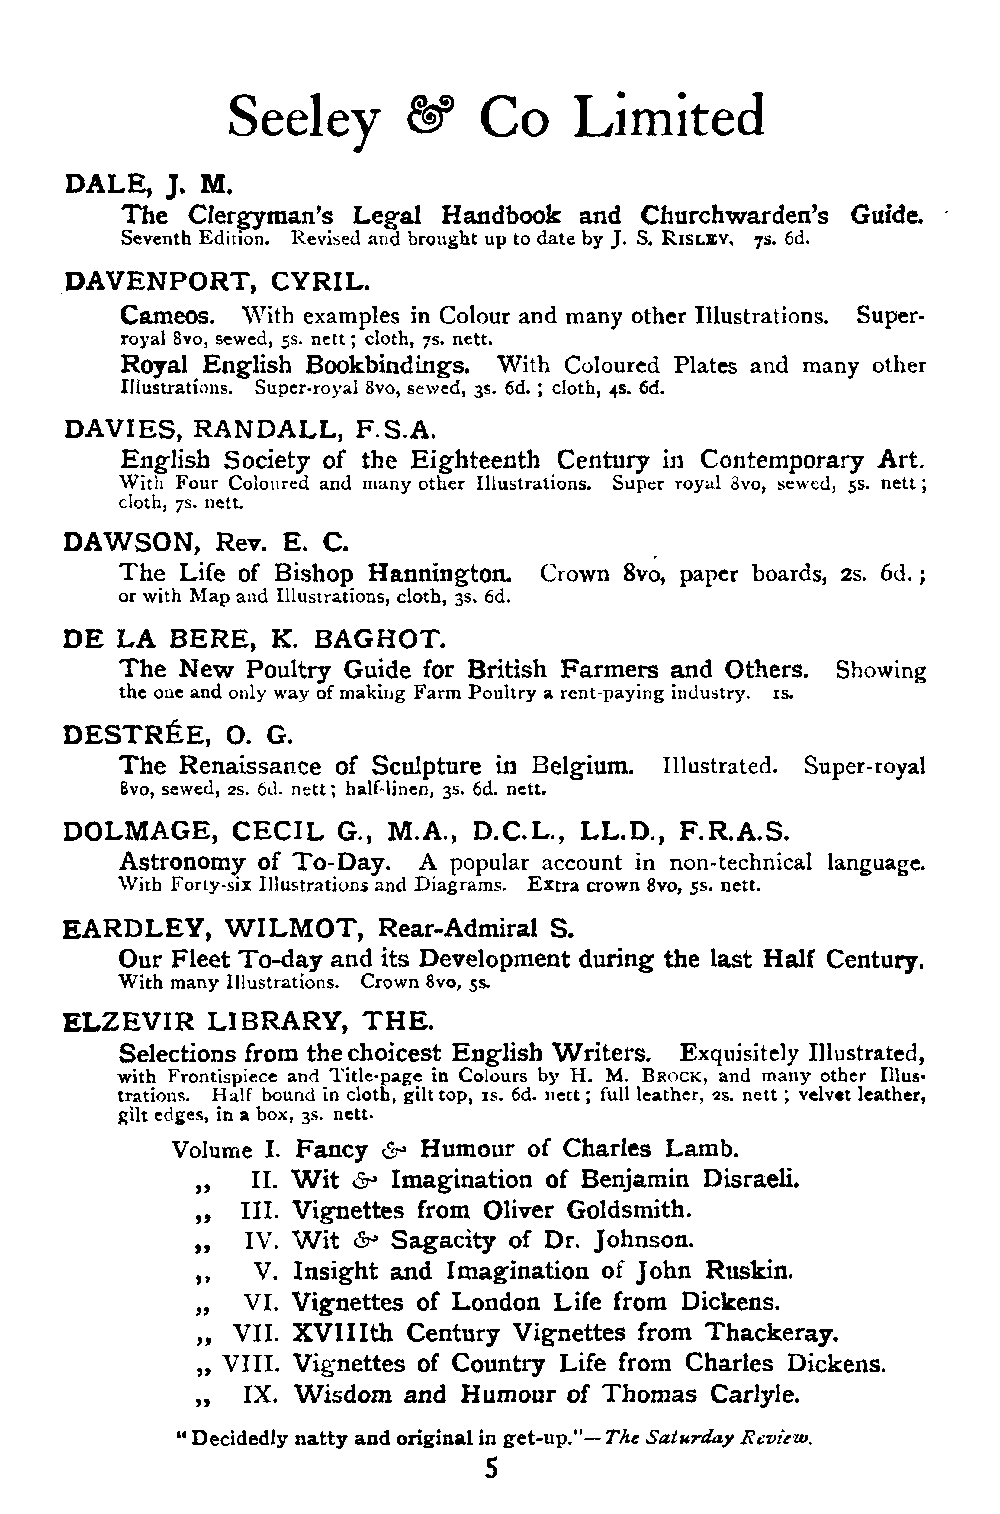 Seeley & Co Limited
DALE, J. M.
The Clergyman's Legal Handbook and Churchwarden's Guide.
Seventh Edition. Revised and brought up to date by J. S. RISLEY. 7s. 6d.
DAVENPORT, CYRIL.
Cameos. With examples in Colour and many other Illustrations. Super-
royal 8vo, sewed, 5s. nett; cloth, 7s. nett.
Royal English Bookbindings. With Coloured Plates and many other
Illustrations. Super-royal 8vo, sewed, 3s. 6d.; cloth, 4s. 6d.
DAVIES, RANDALL, F.S.A.
English Society of the Eighteenth Century in Contemporary Art.
With Four Coloured and many other Illustrations. Super royal 8vo, sewed, 5s. nett;
cloth, 7s. nett.
DAWSON, Rev. E. C.
The Life of Bishop Hannington. Crown 8vo, paper boards, 2s. 6d.;
or with Map and Illustrations, cloth, 3s. 6d.
DE LA BERE, K. BAGHOT.
The New Poultry Guide for British Farmers and Others. Showing
the one and only way of making Farm Poultry a rent-paying industry. 1s.
DESTRÉE, O. G.
The Renaissance of Sculpture in Belgium. Illustrated. Super-royal
8vo, sewed, 2s. 6d. nett; half-linen, 3s. 6d. nett.
DOLMAGE, CECIL G., M.A., D.C.L., LL.D., F.R.A.S.
Astronomy of To-Day. A popular account in non-technical language.
With Forty-six Illustrations and Diagrams. Extra crown 8vo, 5s. nett.
EARDLEY, WILMOT, Rear-Admiral S.
Our Fleet To-day and its Development during the last Half Century.
With many Illustrations. Crown 8vo, 5s.
ELZEVIR LIBRARY, THE.
Selections from the choicest English Writers. Exquisitely Illustrated,
with Frontispiece and Title-page in Colours by H. M. BROCK, and many other Illus-
trations. Half bound in cloth, gilt top, 1s. 6d. nett; full leather, 2s. nett; velvet leather,
gilt edges, in a box, 3s. nett.
Volume I. Fancy & Humour of Charles Lamb.
„ II. Wit & Imagination of Benjamin Disraeli.
„ III. Vignettes from Oliver Goldsmith.
„ IV. Wit & Sagacity of Dr. Johnson.
„ V. Insight and Imagination of John Ruskin.
„ VI. Vignettes of London Life from Dickens.
„ VII. XVIIIth Century Vignettes from Thackeray.
„ VIII. Vignettes of Country Life from Charles Dickens.
„ IX. Wisdom and Humour of Thomas Carlyle.
"Decidedly natty and original in get-up."—The Saturday Review.
5